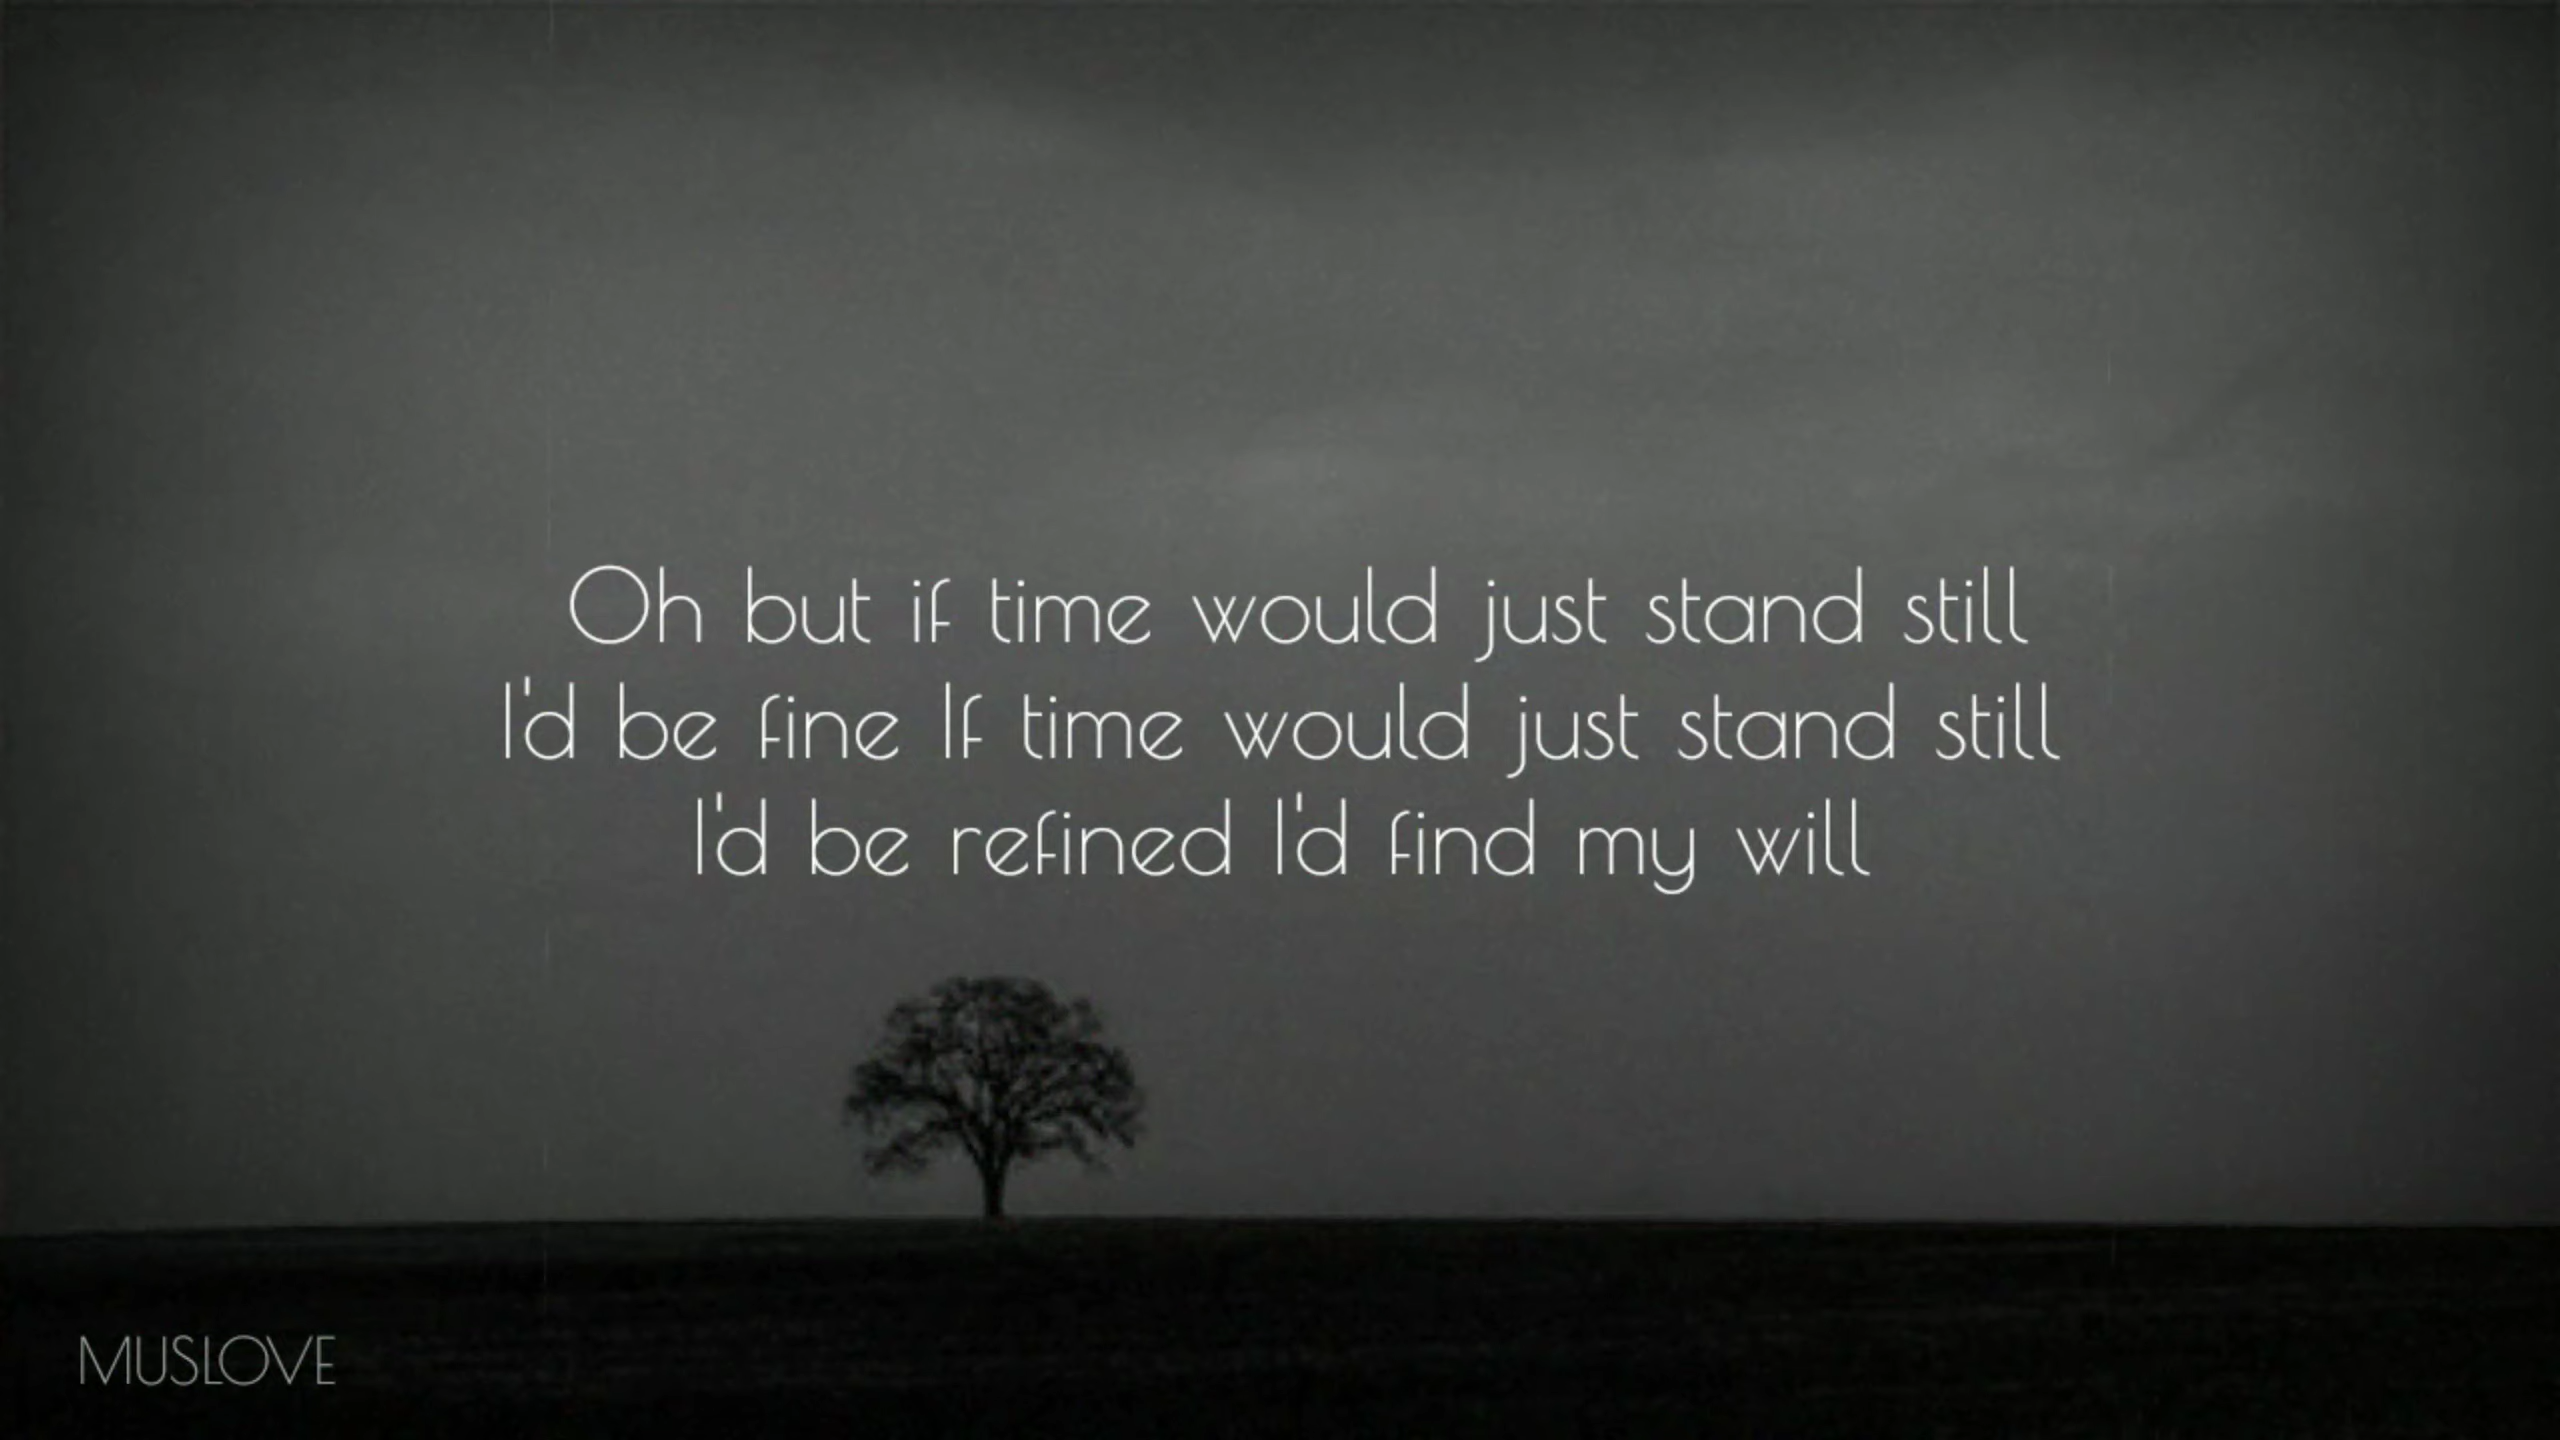 Oh but if time would just stand still
I'd be fine If time would just stand still
I'd be refined I'd find my will
MUSLOVE